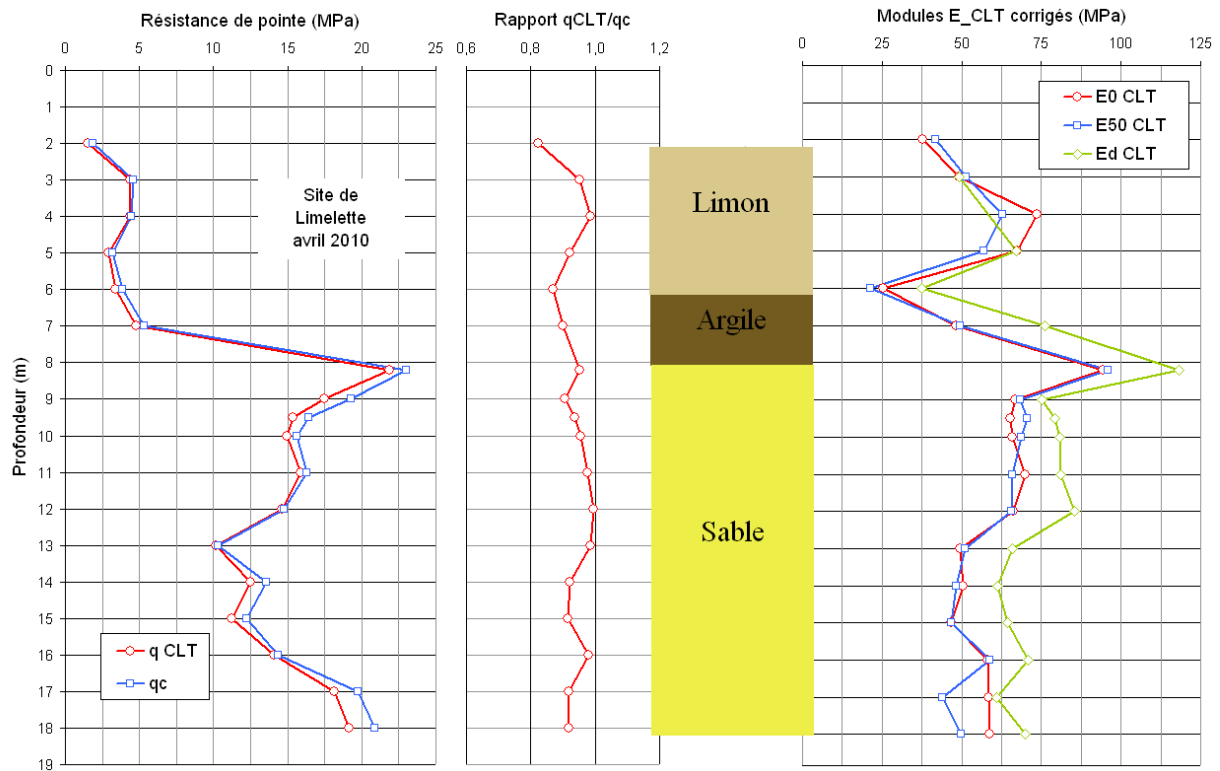 Résistance de pointe (MPa)
0 5 10 15 20 25
Rapport qCLT/qc
0,6 0,8 1,0 1,2
Modules E_CLT corrigés (MPa)
0 25 50 75 100 125
Profondeur (m)
0
1
2
3
4
5
6
7
8
9
10
11
12
13
14
15
16
17
18
19
Site de
Limelette
avril 2010
q CLT
qc
Limon
Argile
Sable
E0 CLT
E50 CLT
Ed CLT